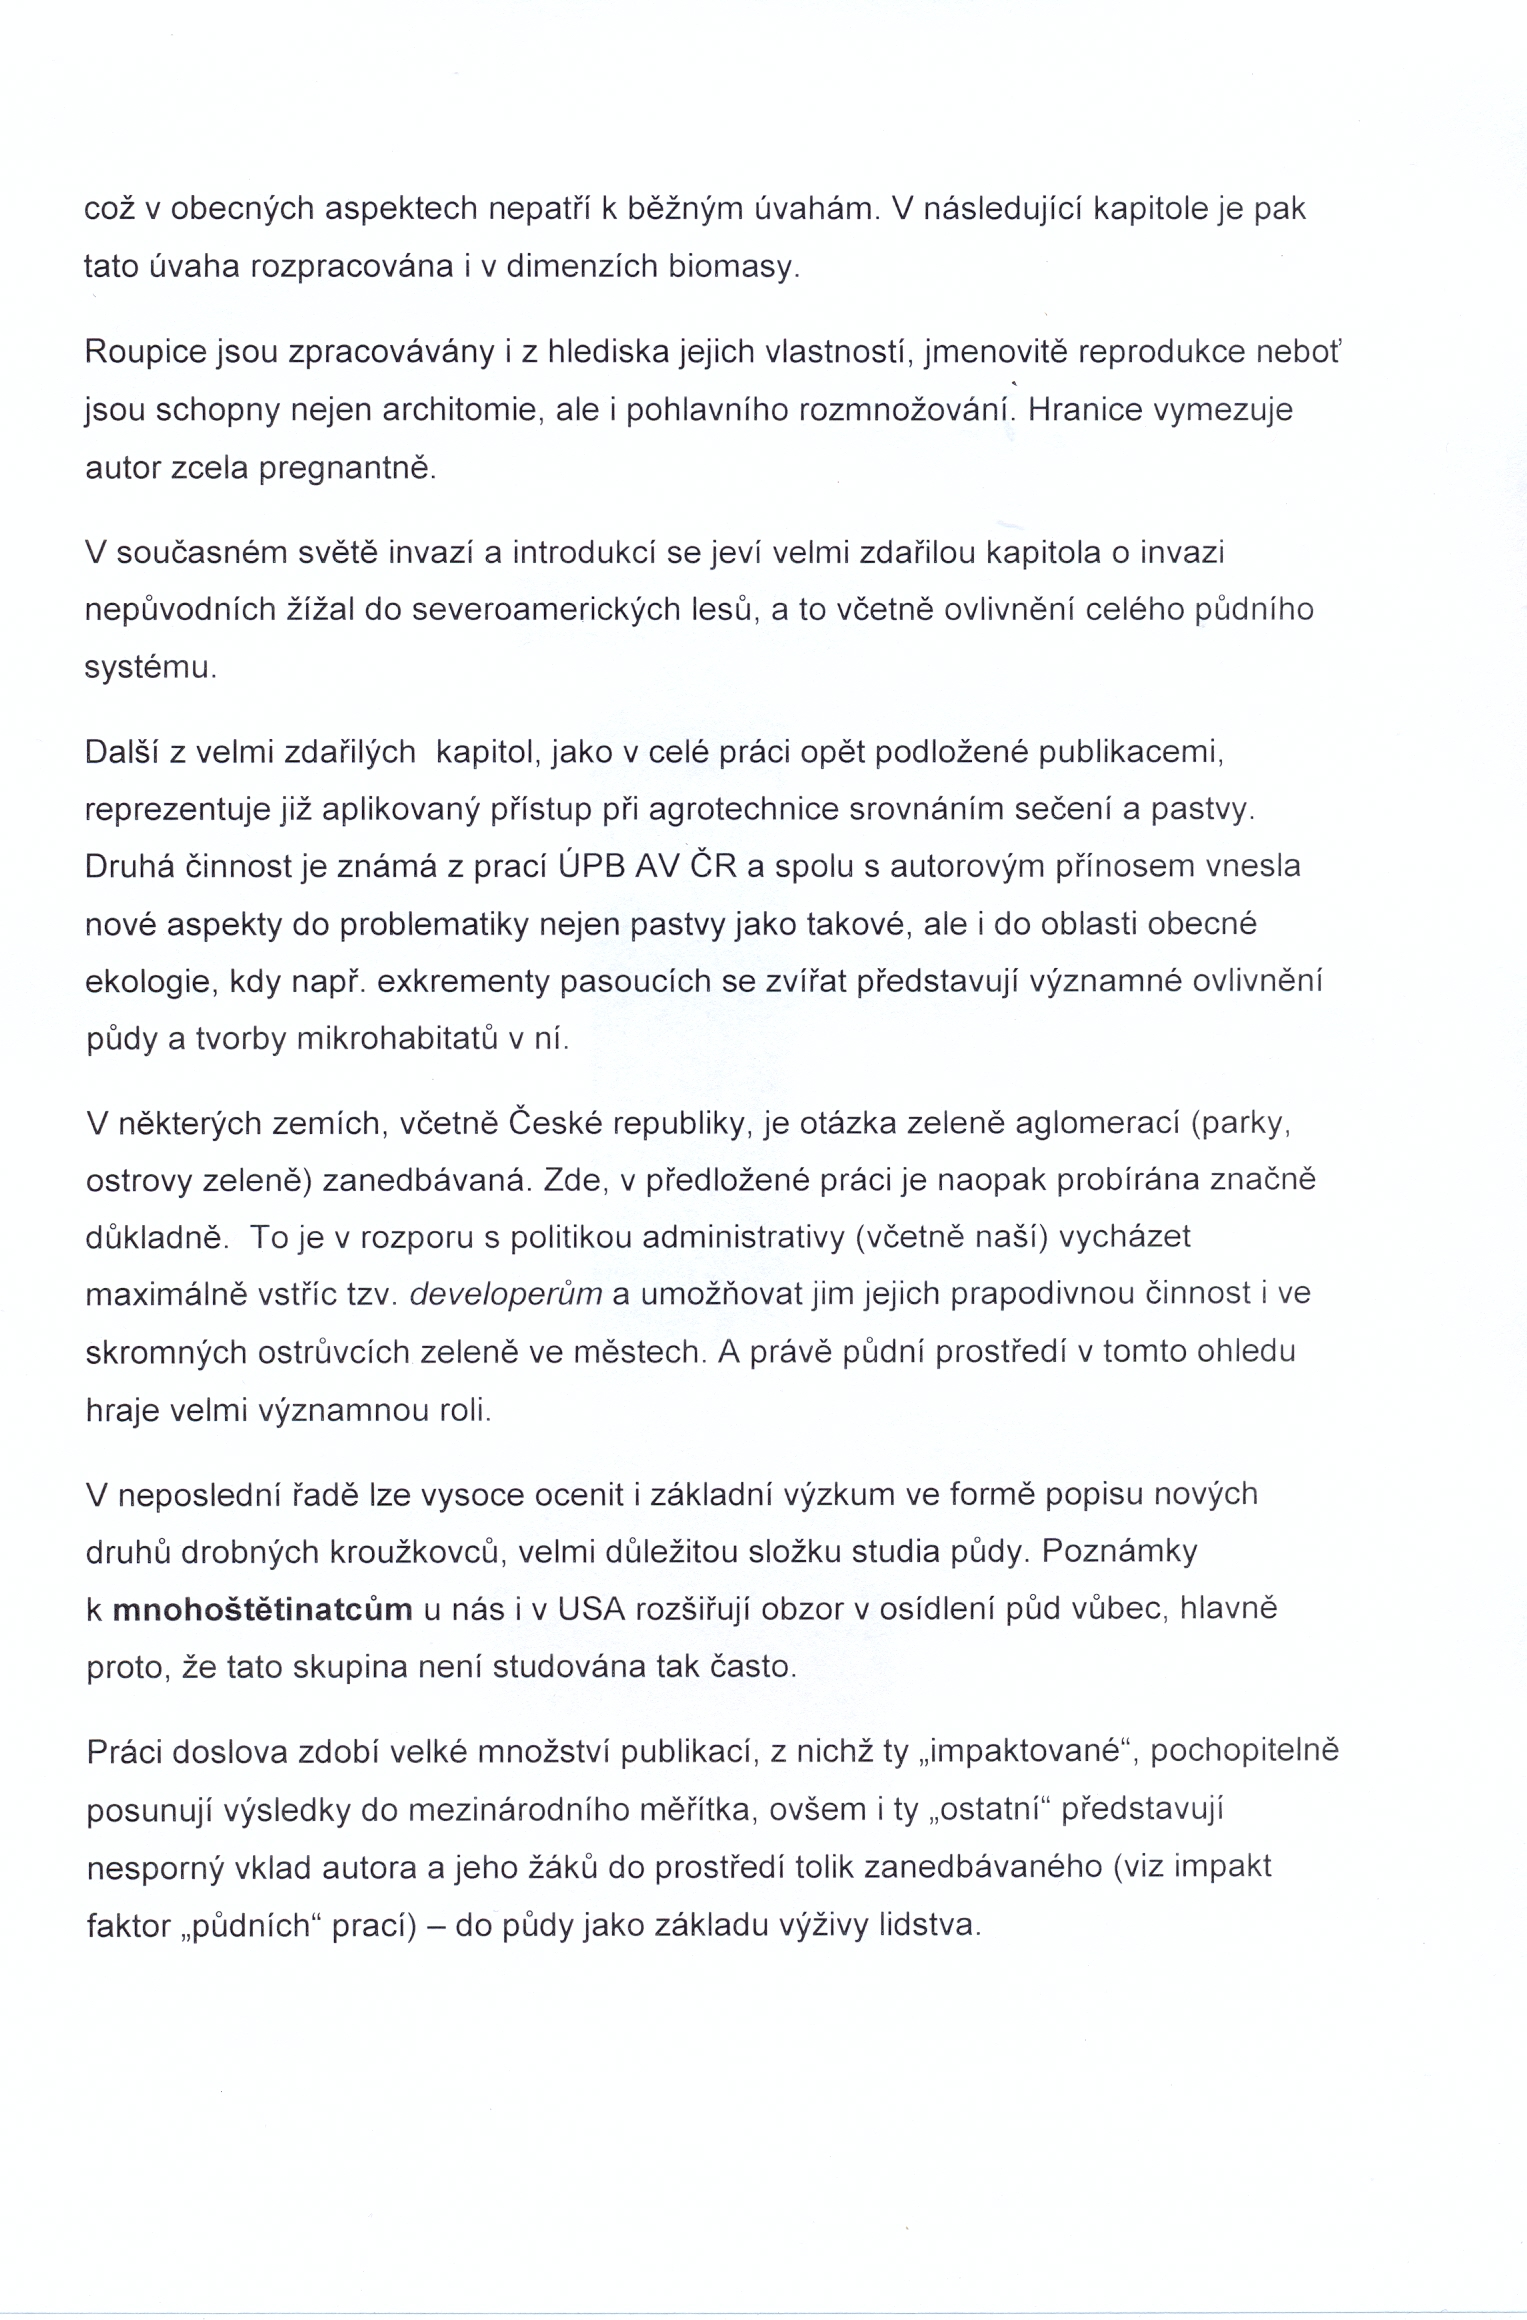 což v obecných aspektech nepatří k běžným úvahám. V následující kapitole je pak
tato úvaha rozpracována i v dimenzích biomasy.
Roupice jsou zpracovávány i z hlediska jejich vlastností, jmenovitě reprodukce neboť
jsou schopny nejen architomie, ale i pohlavního rozmnožování. Hranice vymezuje
autor zcela pregnantně.
V současném světě invazí a introdukcí se jeví velmi zdařilou kapitola o invazi
nepůvodních žížal do severoamerických lesů, a to včetně ovlivnění celého půdního
systému.
Další z velmi zdařilých  kapitol, jako v celé práci opět podložené publikacemi,
reprezentuje již aplikovaný přístup při agrotechnice srovnáním sečení a pastvy.
Druhá činnost je známá z prací ÚPB AV ČR a spolu s autorovým přínosem vnesla
nové aspekty do problematiky nejen pastvy jako takové, ale i do oblasti obecné
ekologie, kdy např. exkrementy pasoucích se zvířat představují významné ovlivnění
půdy a tvorby mikrohabitatů v ní.
V některých zemích, včetně České republiky, je otázka zeleně aglomerací (parky,
ostrovy zeleně) zanedbávaná. Zde, v předložené práci je naopak probírána značně
důkladně.  To je v rozporu s politikou administrativy (včetně naší) vycházet
maximálně vstříc tzv. developerům a umožňovat jim jejich prapodivnou činnost i ve
skromných ostrůvcích zeleně ve městech. A právě půdní prostředí v tomto ohledu
hraje velmi významnou roli.
V neposlední řadě lze vysoce ocenit i základní výzkum ve formě popisu nových
druhů drobných kroužkovců, velmi důležitou složku studia půdy. Poznámky
k mnohoštětinatcům u nás i v USA rozšiřují obzor v osídlení půd vůbec, hlavně
proto, že tato skupina není studována tak často.
Práci doslova zdobí velké množství publikací, z nichž ty „impaktované“, pochopitelně
posunují výsledky do mezinárodního měřítka, ovšem i ty „ostatní“ představují
nesporný vklad autora a jeho žáků do prostředí tolik zanedbávaného (viz impakt
faktor „půdních“ prací) – do půdy jako základu výživy lidstva.